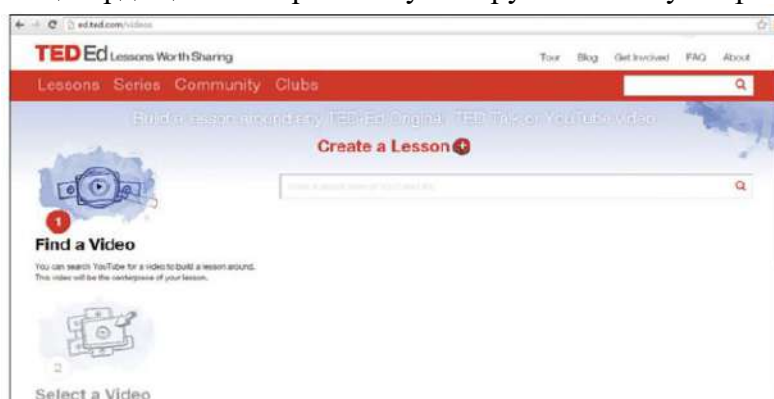 ed.ted.com/videos
TED Ed Lessons Worth Sharing
Tour Blog Get Involved FAQ About
Lessons Series Community Clubs
Build a lesson around any TED-Ed Original, TED Talk or YouTube video
Create a Lesson
1
Find a Video
You can search YouTube for a video to build a lesson around.
This video will be the centerpiece of your lesson.
2
Select a Video